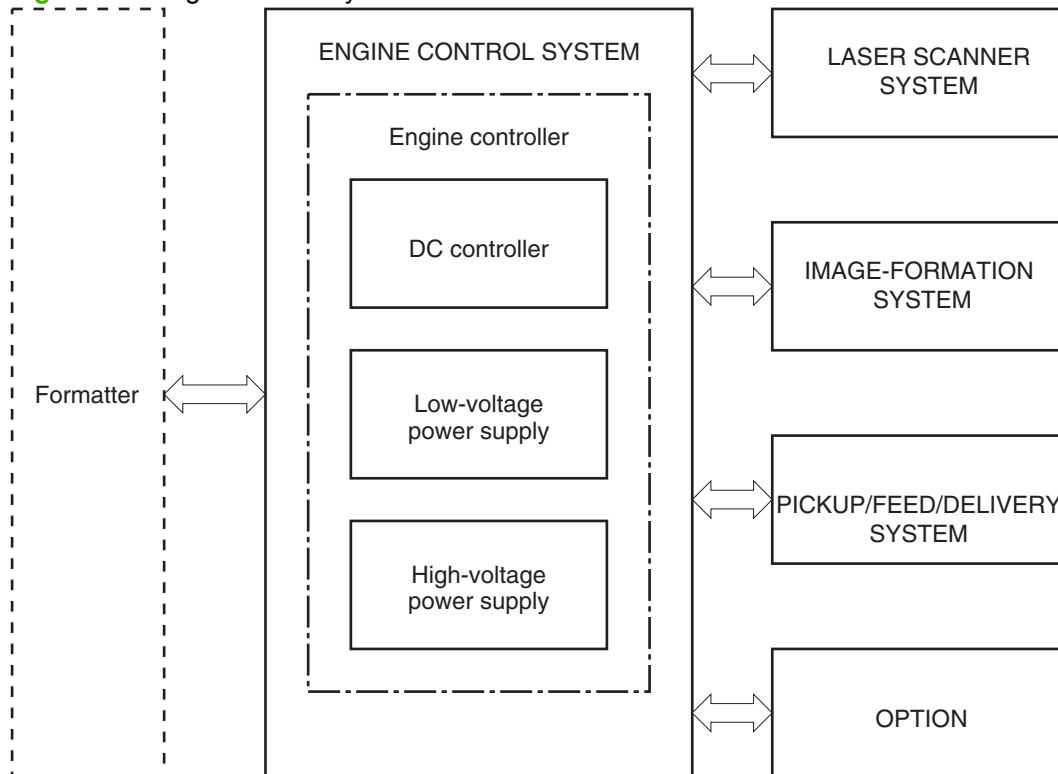 ENGINE CONTROL SYSTEM
Engine controller
DC controller
Low-voltage
power supply
High-voltage
power supply
Formatter
LASER SCANNER
SYSTEM
IMAGE-FORMATION
SYSTEM
PICKUP/FEED/DELIVERY
SYSTEM
OPTION